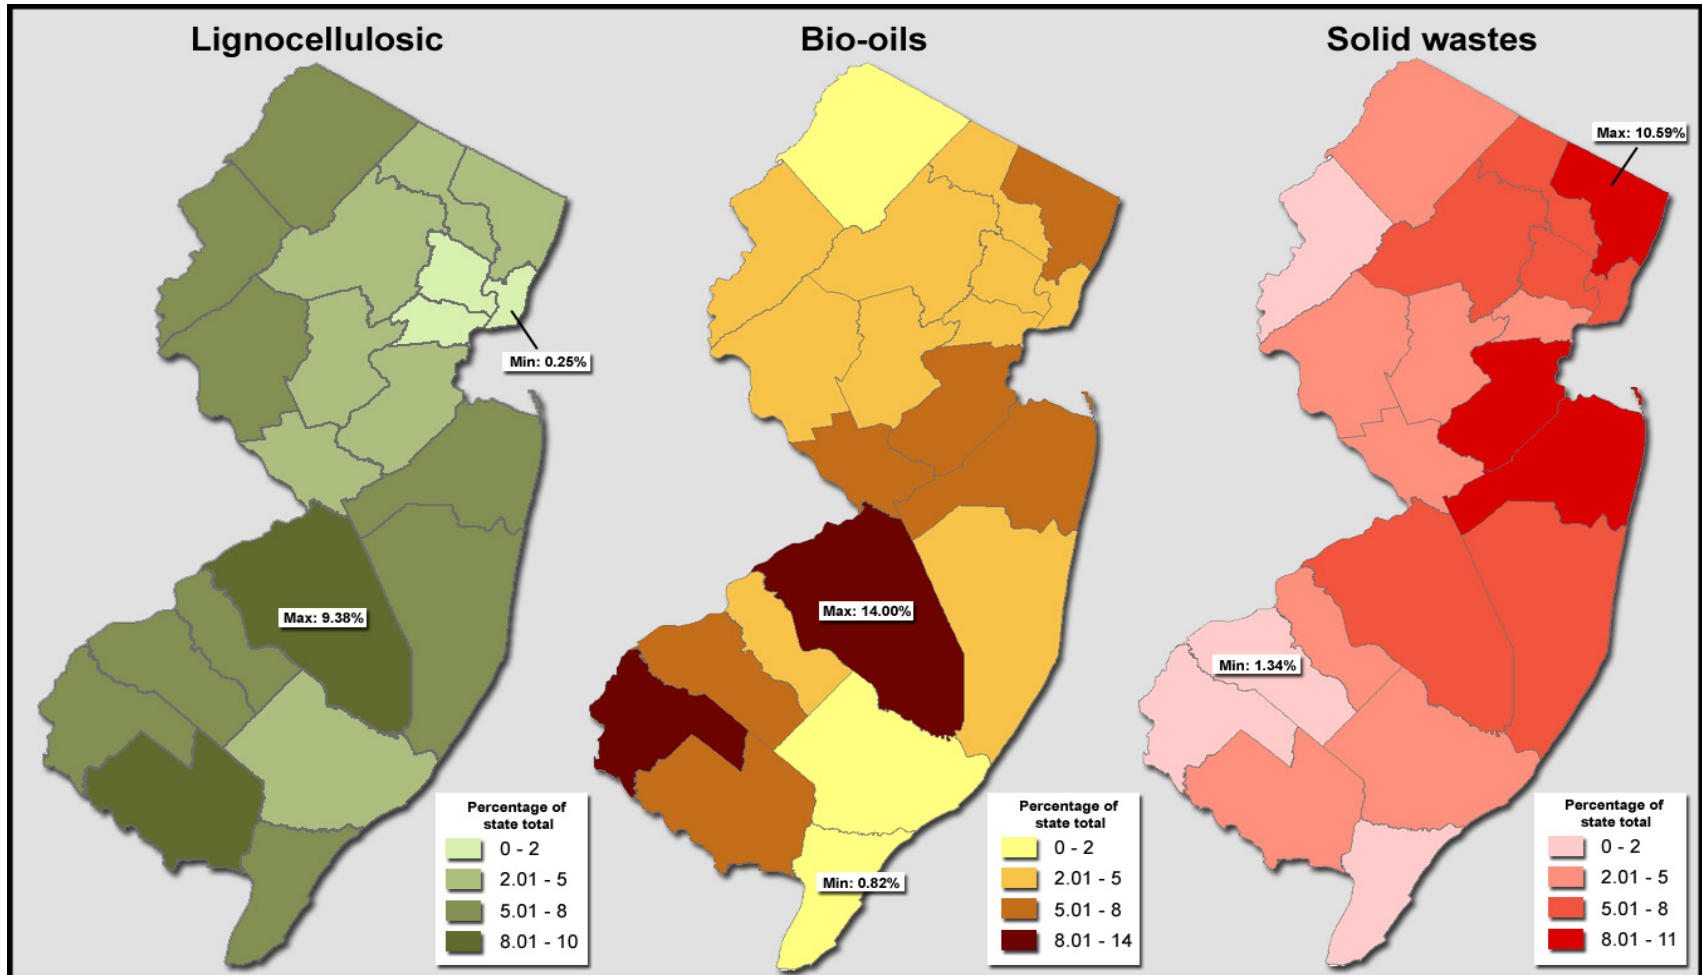 Lignocellulosic
Bio-oils
Solid wastes
Max: 10.59%
Min: 0.25%
Max: 9.38%
Max: 14.00%
Min: 1.34%
Min: 0.82%
Percentage of
state total
0 - 2
2.01 - 5
5.01 - 8
8.01 - 10
Percentage of
state total
0 - 2
2.01 - 5
5.01 - 8
8.01 - 14
Percentage of
state total
0 - 2
2.01 - 5
5.01 - 8
8.01 - 11